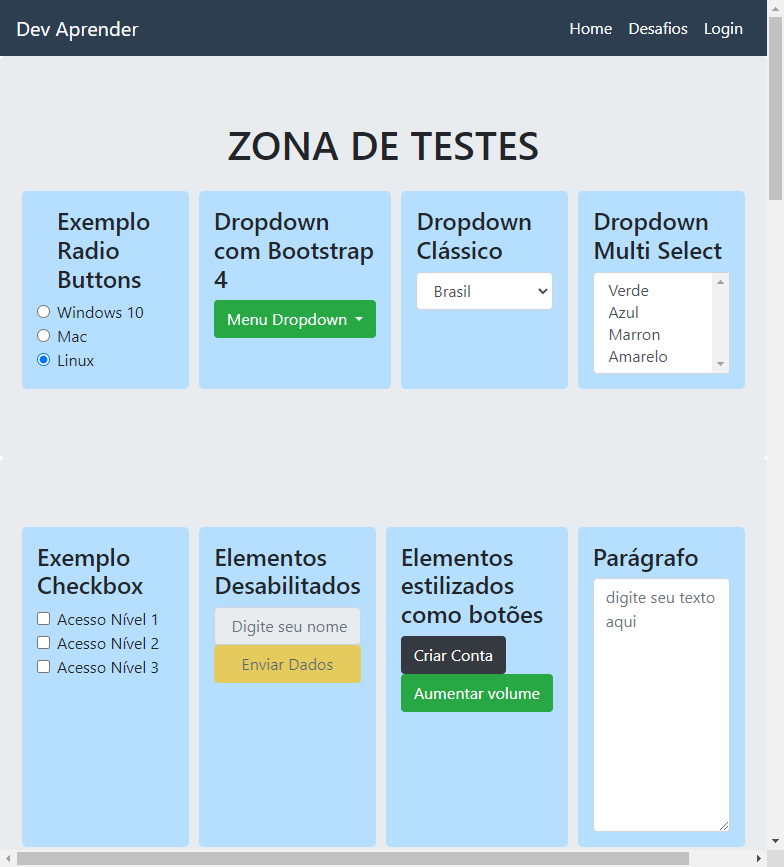 Dev Aprender
Home Desafios Login
ZONA DE TESTES
Exemplo
Radio
Buttons
Windows 10
Mac
Linux
Dropdown
com Bootstrap
4
Menu Dropdown
Dropdown
Clássico
Brasil
Dropdown
Multi Select
Verde
Azul
Marron
Amarelo
Exemplo
Checkbox
Acesso Nível 1
Acesso Nível 2
Acesso Nível 3
Elementos
Desabilitados
Digite seu nome
Enviar Dados
Elementos
estilizados
como botões
Criar Conta
Aumentar volume
Parágrafo
digite seu texto
aqui